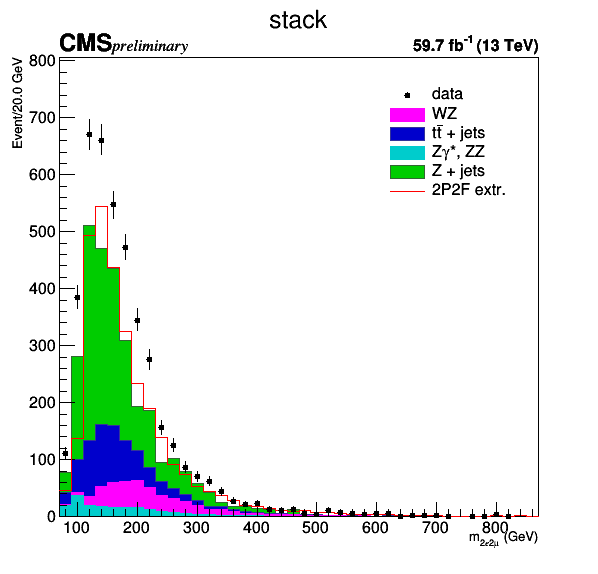 stack
CMS preliminary 59.7 fb⁻¹ (13 TeV)
Event/20.0 GeV
800
700
600
500
400
300
200
100
0
data
WZ
tt̄ + jets
Zγ*, ZZ
Z + jets
2P2F extr.
100 200 300 400 500 600 700 800
m₂ₑ₂μ (GeV)